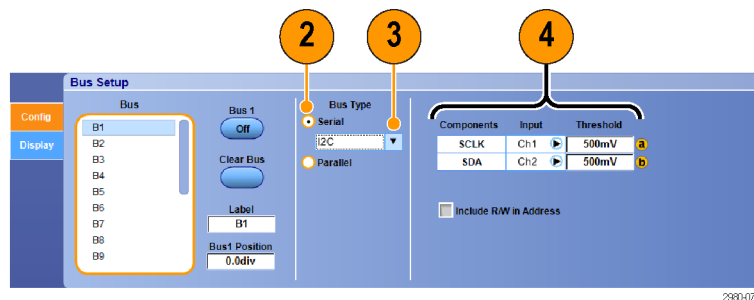 2
3
4
Bus Setup
Config
Display
Bus
B1
B2
B3
B4
B5
B6
B7
B8
B9
Bus 1
Off
Clear Bus
Label
B1
Bus1 Position
0.0div
Bus Type
Serial
I2C
Parallel
Components Input Threshold
SCLK Ch1 500mV a
SDA Ch2 500mV b
Include R/W in Address